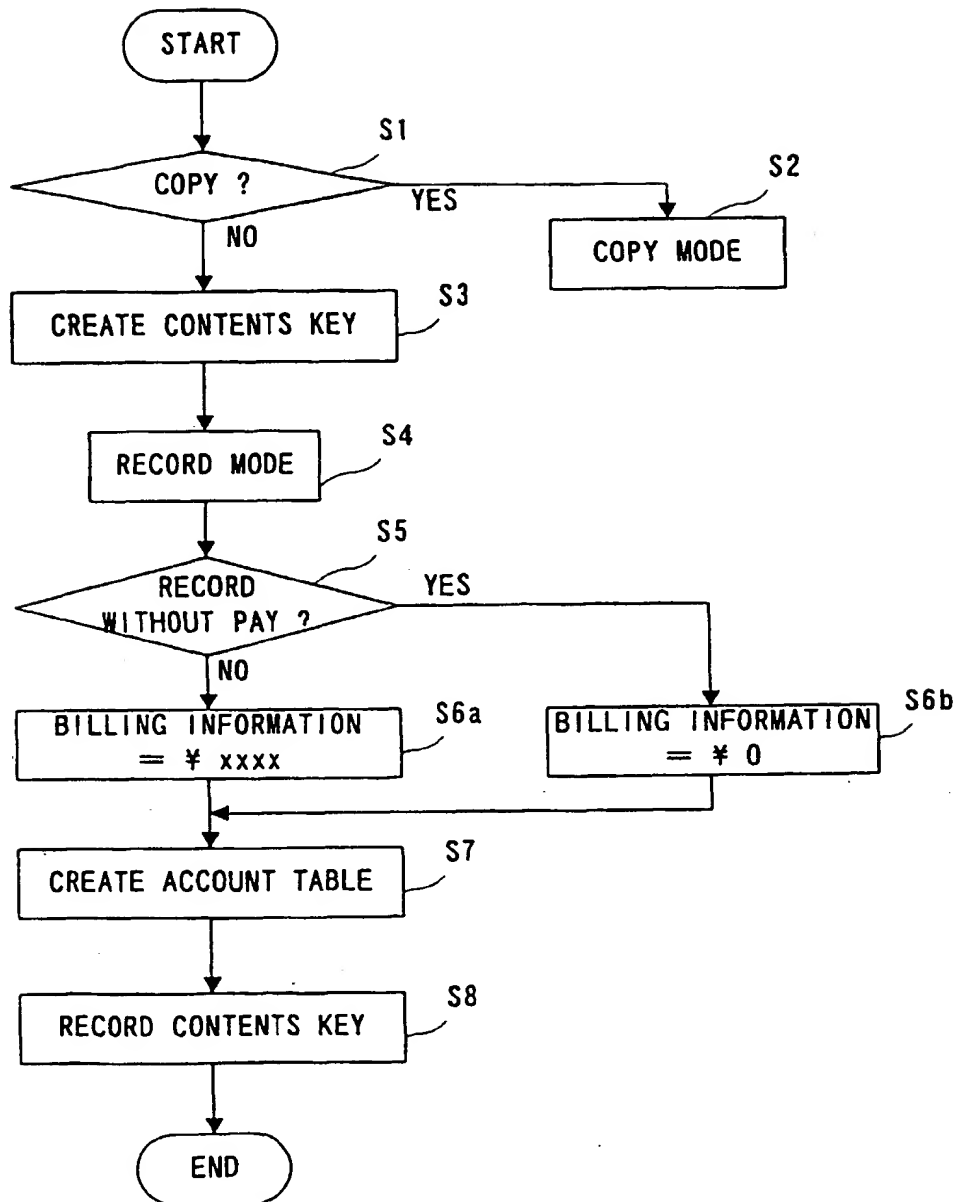 START
S1
COPY ?
YES
NO
S2
COPY MODE
S3
CREATE CONTENTS KEY
S4
RECORD MODE
S5
RECORD
WITHOUT PAY ?
YES
NO
S6a
BILLING INFORMATION
= ¥ xxxx
S6b
BILLING INFORMATION
= ¥ 0
S7
CREATE ACCOUNT TABLE
S8
RECORD CONTENTS KEY
END